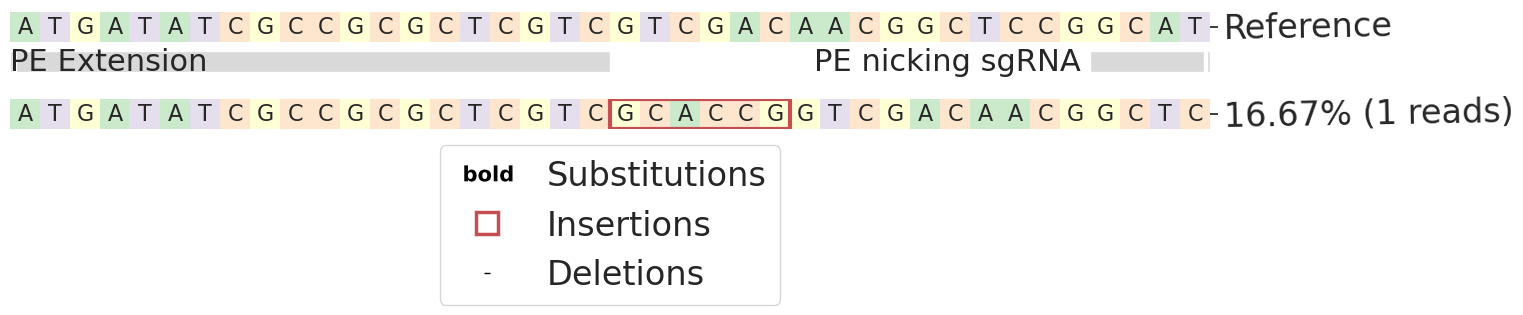 A T G A T A T C G C C G C G C T C G T C G T C G A C A A C G G C T C C G G C A T Reference
PE Extension PE nicking sgRNA
A T G A T A T C G C C G C G C T C G T C G C A C C G G T C G A C A A C G G C T C 16.67% (1 reads)
bold Substitutions
Insertions
- Deletions